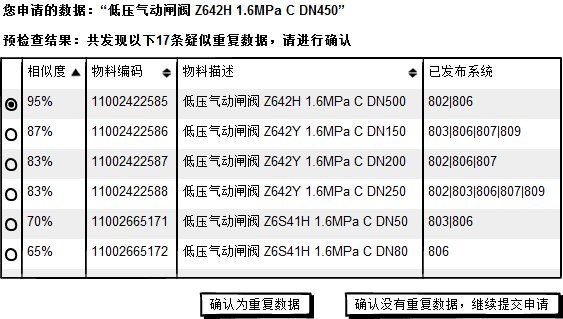 您申请的数据：“低压气动闸阀 Z642H 1.6MPa C DN450”
预检查结果：共发现以下17条疑似重复数据，请进行确认
相似度 物料编码 物料描述 已发布系统
95% 11002422585 低压气动闸阀 Z642H 1.6MPa C DN500 802|806
87% 11002422586 低压气动闸阀 Z642Y 1.6MPa C DN150 803|806|807|809
83% 11002422587 低压气动闸阀 Z642Y 1.6MPa C DN200 802|806|807
83% 11002422588 低压气动闸阀 Z642Y 1.6MPa C DN250 802|803|806|807|809
70% 11002665171 低压气动闸阀 Z6S41H 1.6MPa C DN50 803|806
65% 11002665172 低压气动闸阀 Z6S41H 1.6MPa C DN80 806
确认为重复数据 确认没有重复数据，继续提交申请